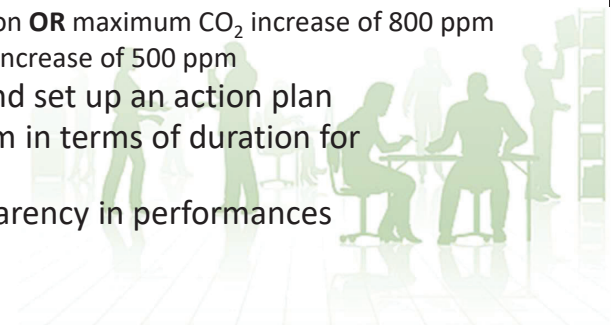 on OR maximum CO₂ increase of 800 ppm
ncrease of 500 ppm
nd set up an action plan
m in terms of duration for
arency in performances